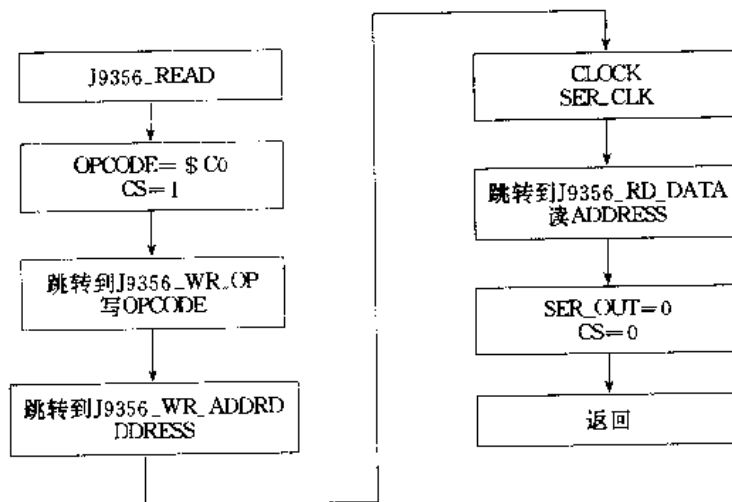 J9356_READ
OPCODE= $ C0
CS=1
跳转到J9356_WR_OP
写OPCODE
跳转到J9356_WR_ADDRD
DDRESS
CLOCK
SER_CLK
跳转到J9356_RD_DATA
读ADDRESS
SER_OUT=0
CS=0
返回